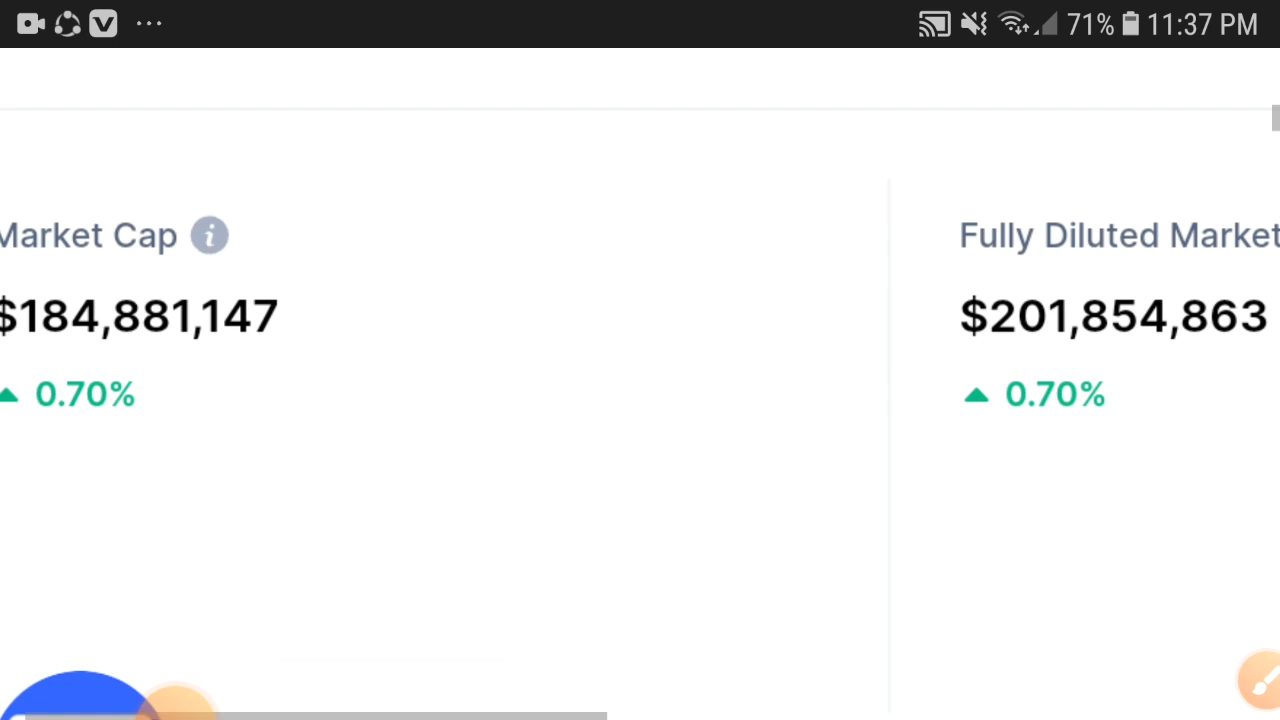 71% 11:37 PM
Market Cap
Fully Diluted Market
$184,881,147
$201,854,863
0.70%
0.70%